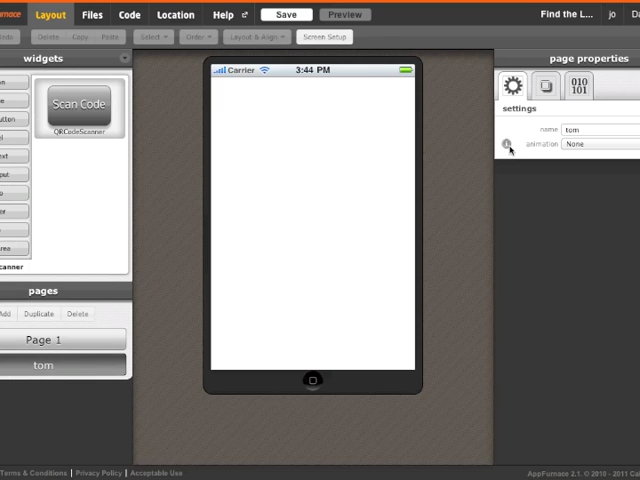 Layout Files Code Location Help Save Preview Find the L... jo
Delete Copy Paste Select Order Layout & Align Screen Setup
widgets
page properties
Carrier 3:44 PM
Scan Code
QRCodeScanner
010
101
settings
name tom
animation None
i
canner
pages
Add Duplicate Delete
Page 1
tom
Terms & Conditions | Privacy Policy | Acceptable Use
AppFurnace 2.1. © 2010 - 2011